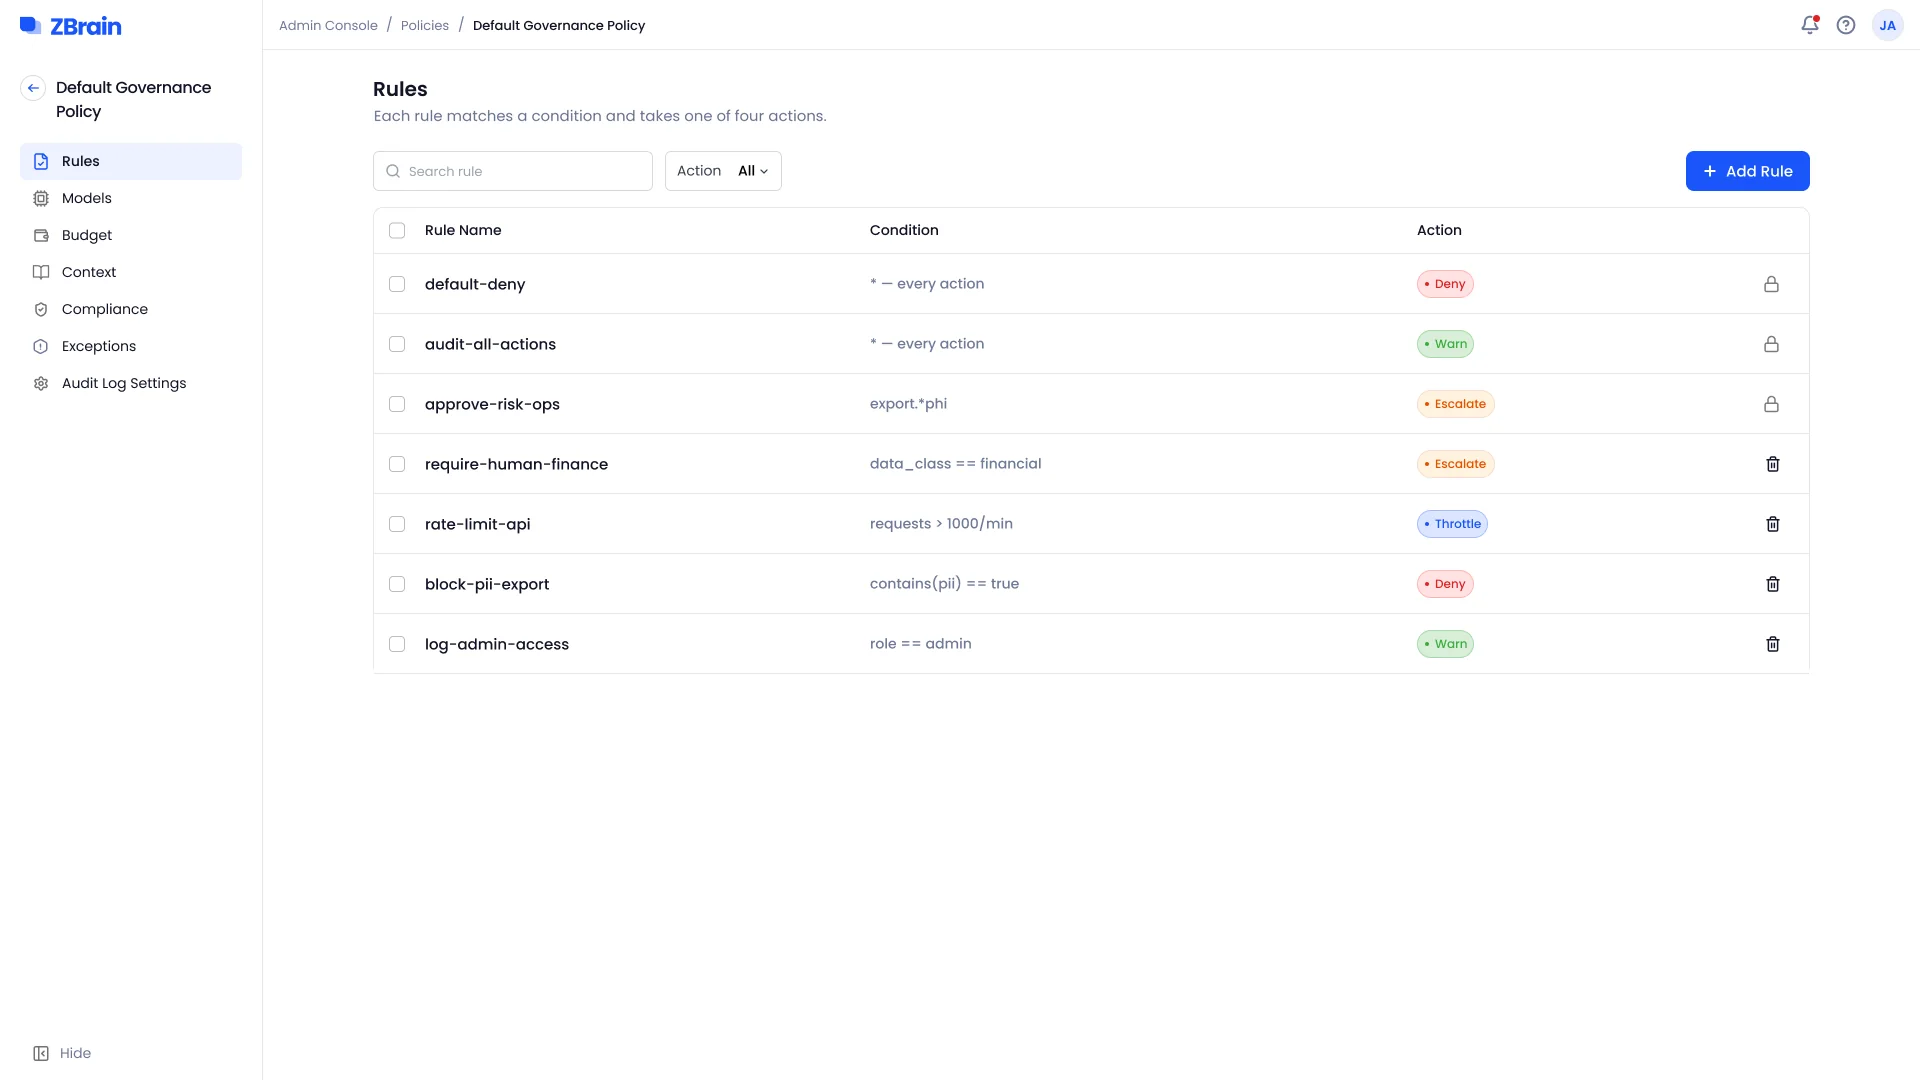 ZBrain
Admin Console / Policies / Default Governance Policy
JA
Default Governance
Policy
Rules
Models
Budget
Context
Compliance
Exceptions
Audit Log Settings
Hide
Rules
Each rule matches a condition and takes one of four actions.
Search rule
Action All
+ Add Rule
Rule Name Condition Action
default-deny * — every action • Deny
audit-all-actions * — every action • Warn
approve-risk-ops export.*phi • Escalate
require-human-finance data_class == financial • Escalate
rate-limit-api requests > 1000/min • Throttle
block-pii-export contains(pii) == true • Deny
log-admin-access role == admin • Warn